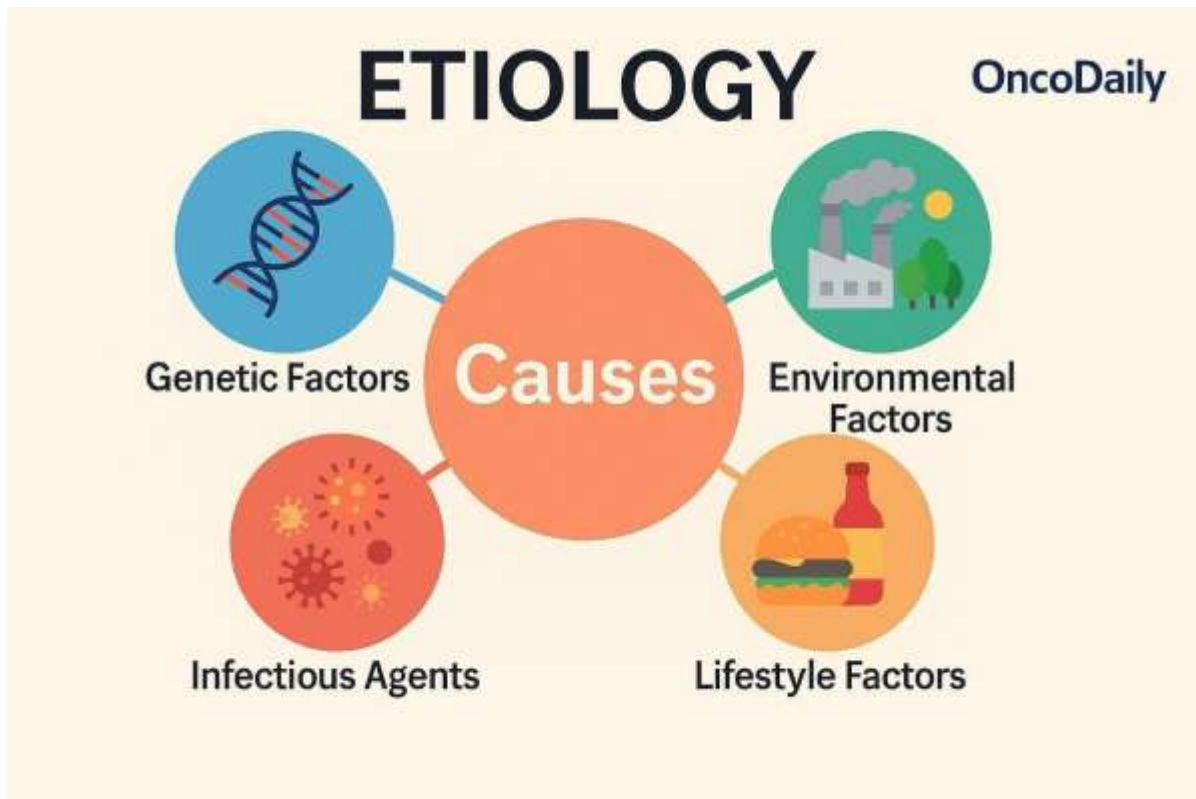 ETIOLOGY
OncoDaily
Causes
Genetic Factors
Environmental
Factors
Infectious Agents
Lifestyle Factors